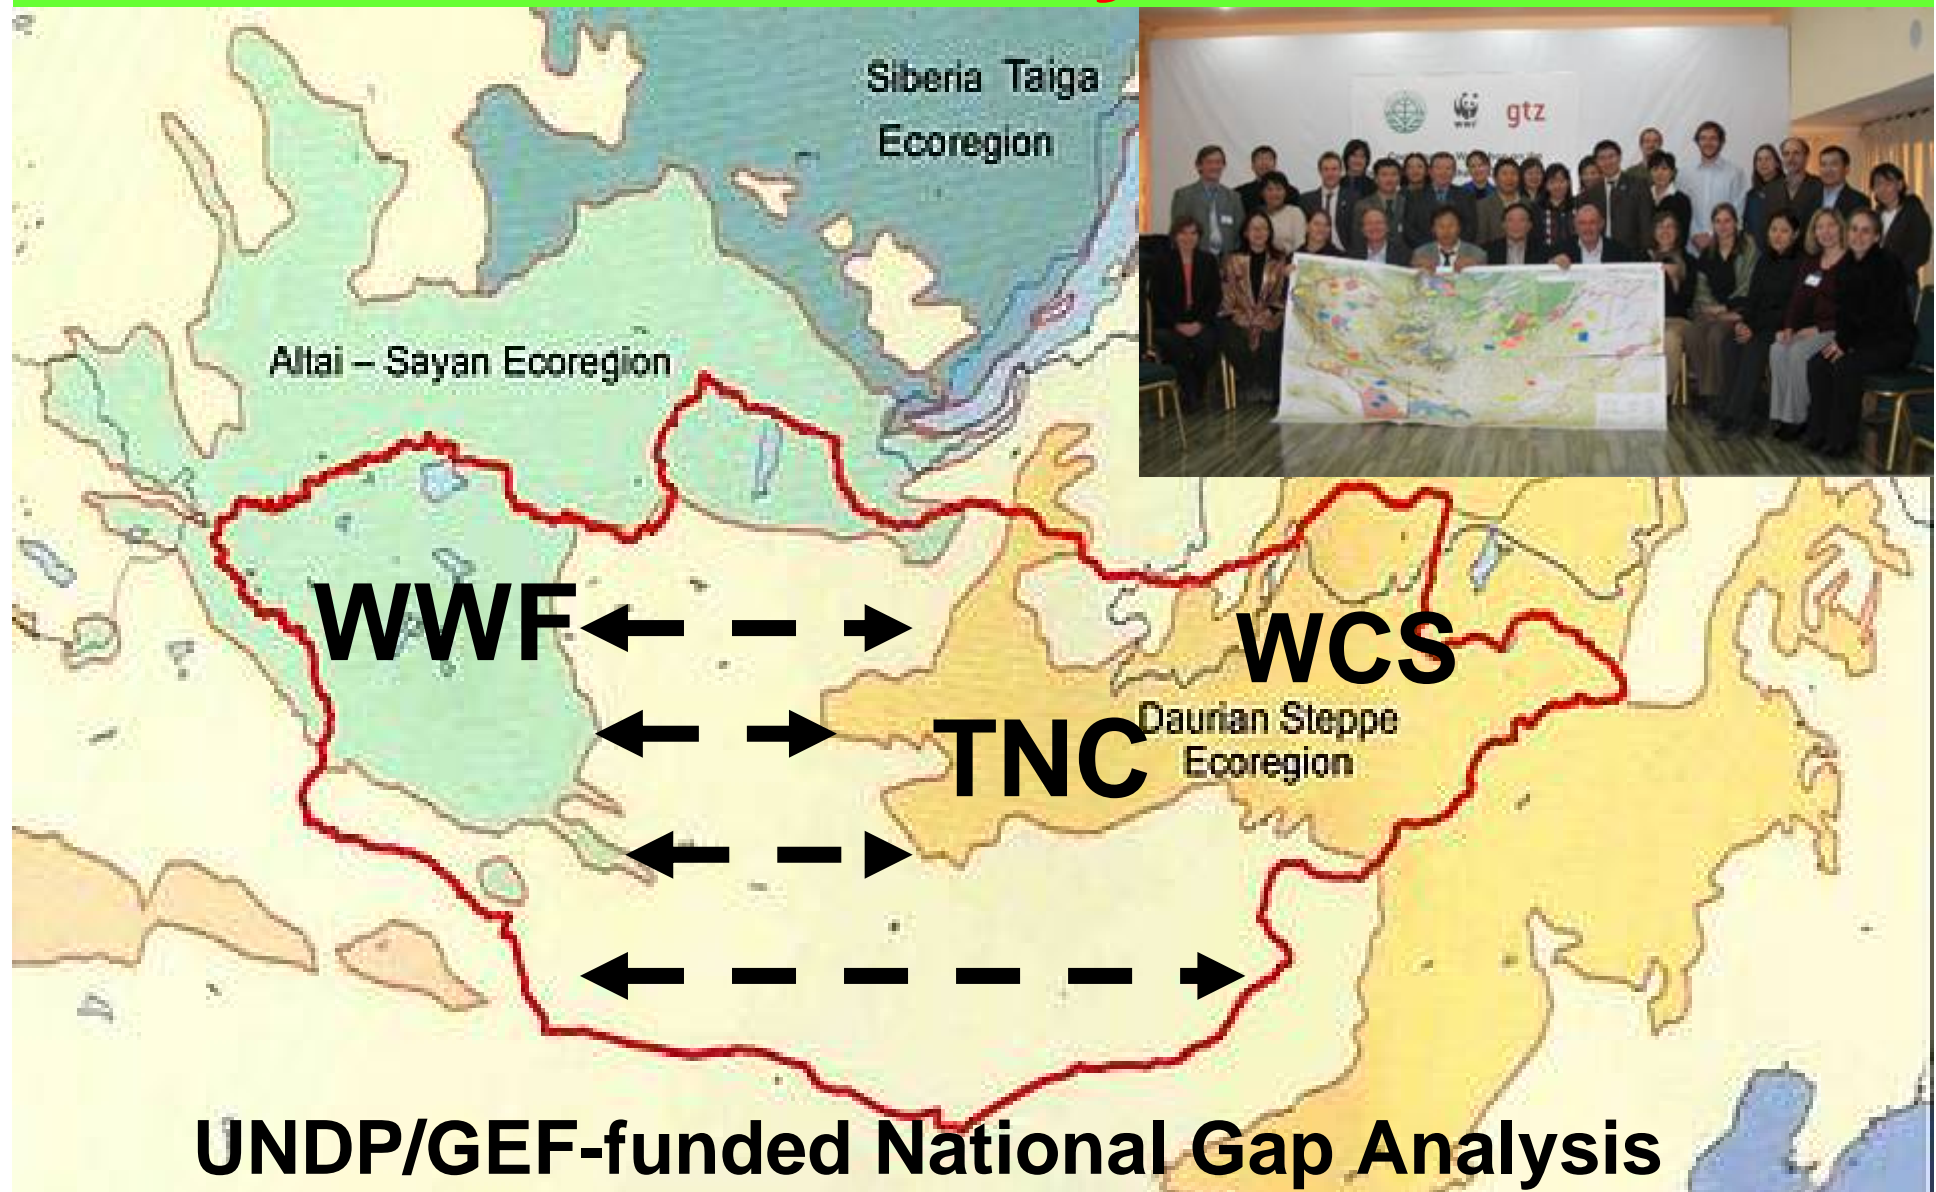 Siberia Taiga
Ecoregion
WWF
gtz
Altai – Sayan Ecoregion
WWF
WCS
TNC
Daurian Steppe
Ecoregion
UNDP/GEF-funded National Gap Analysis